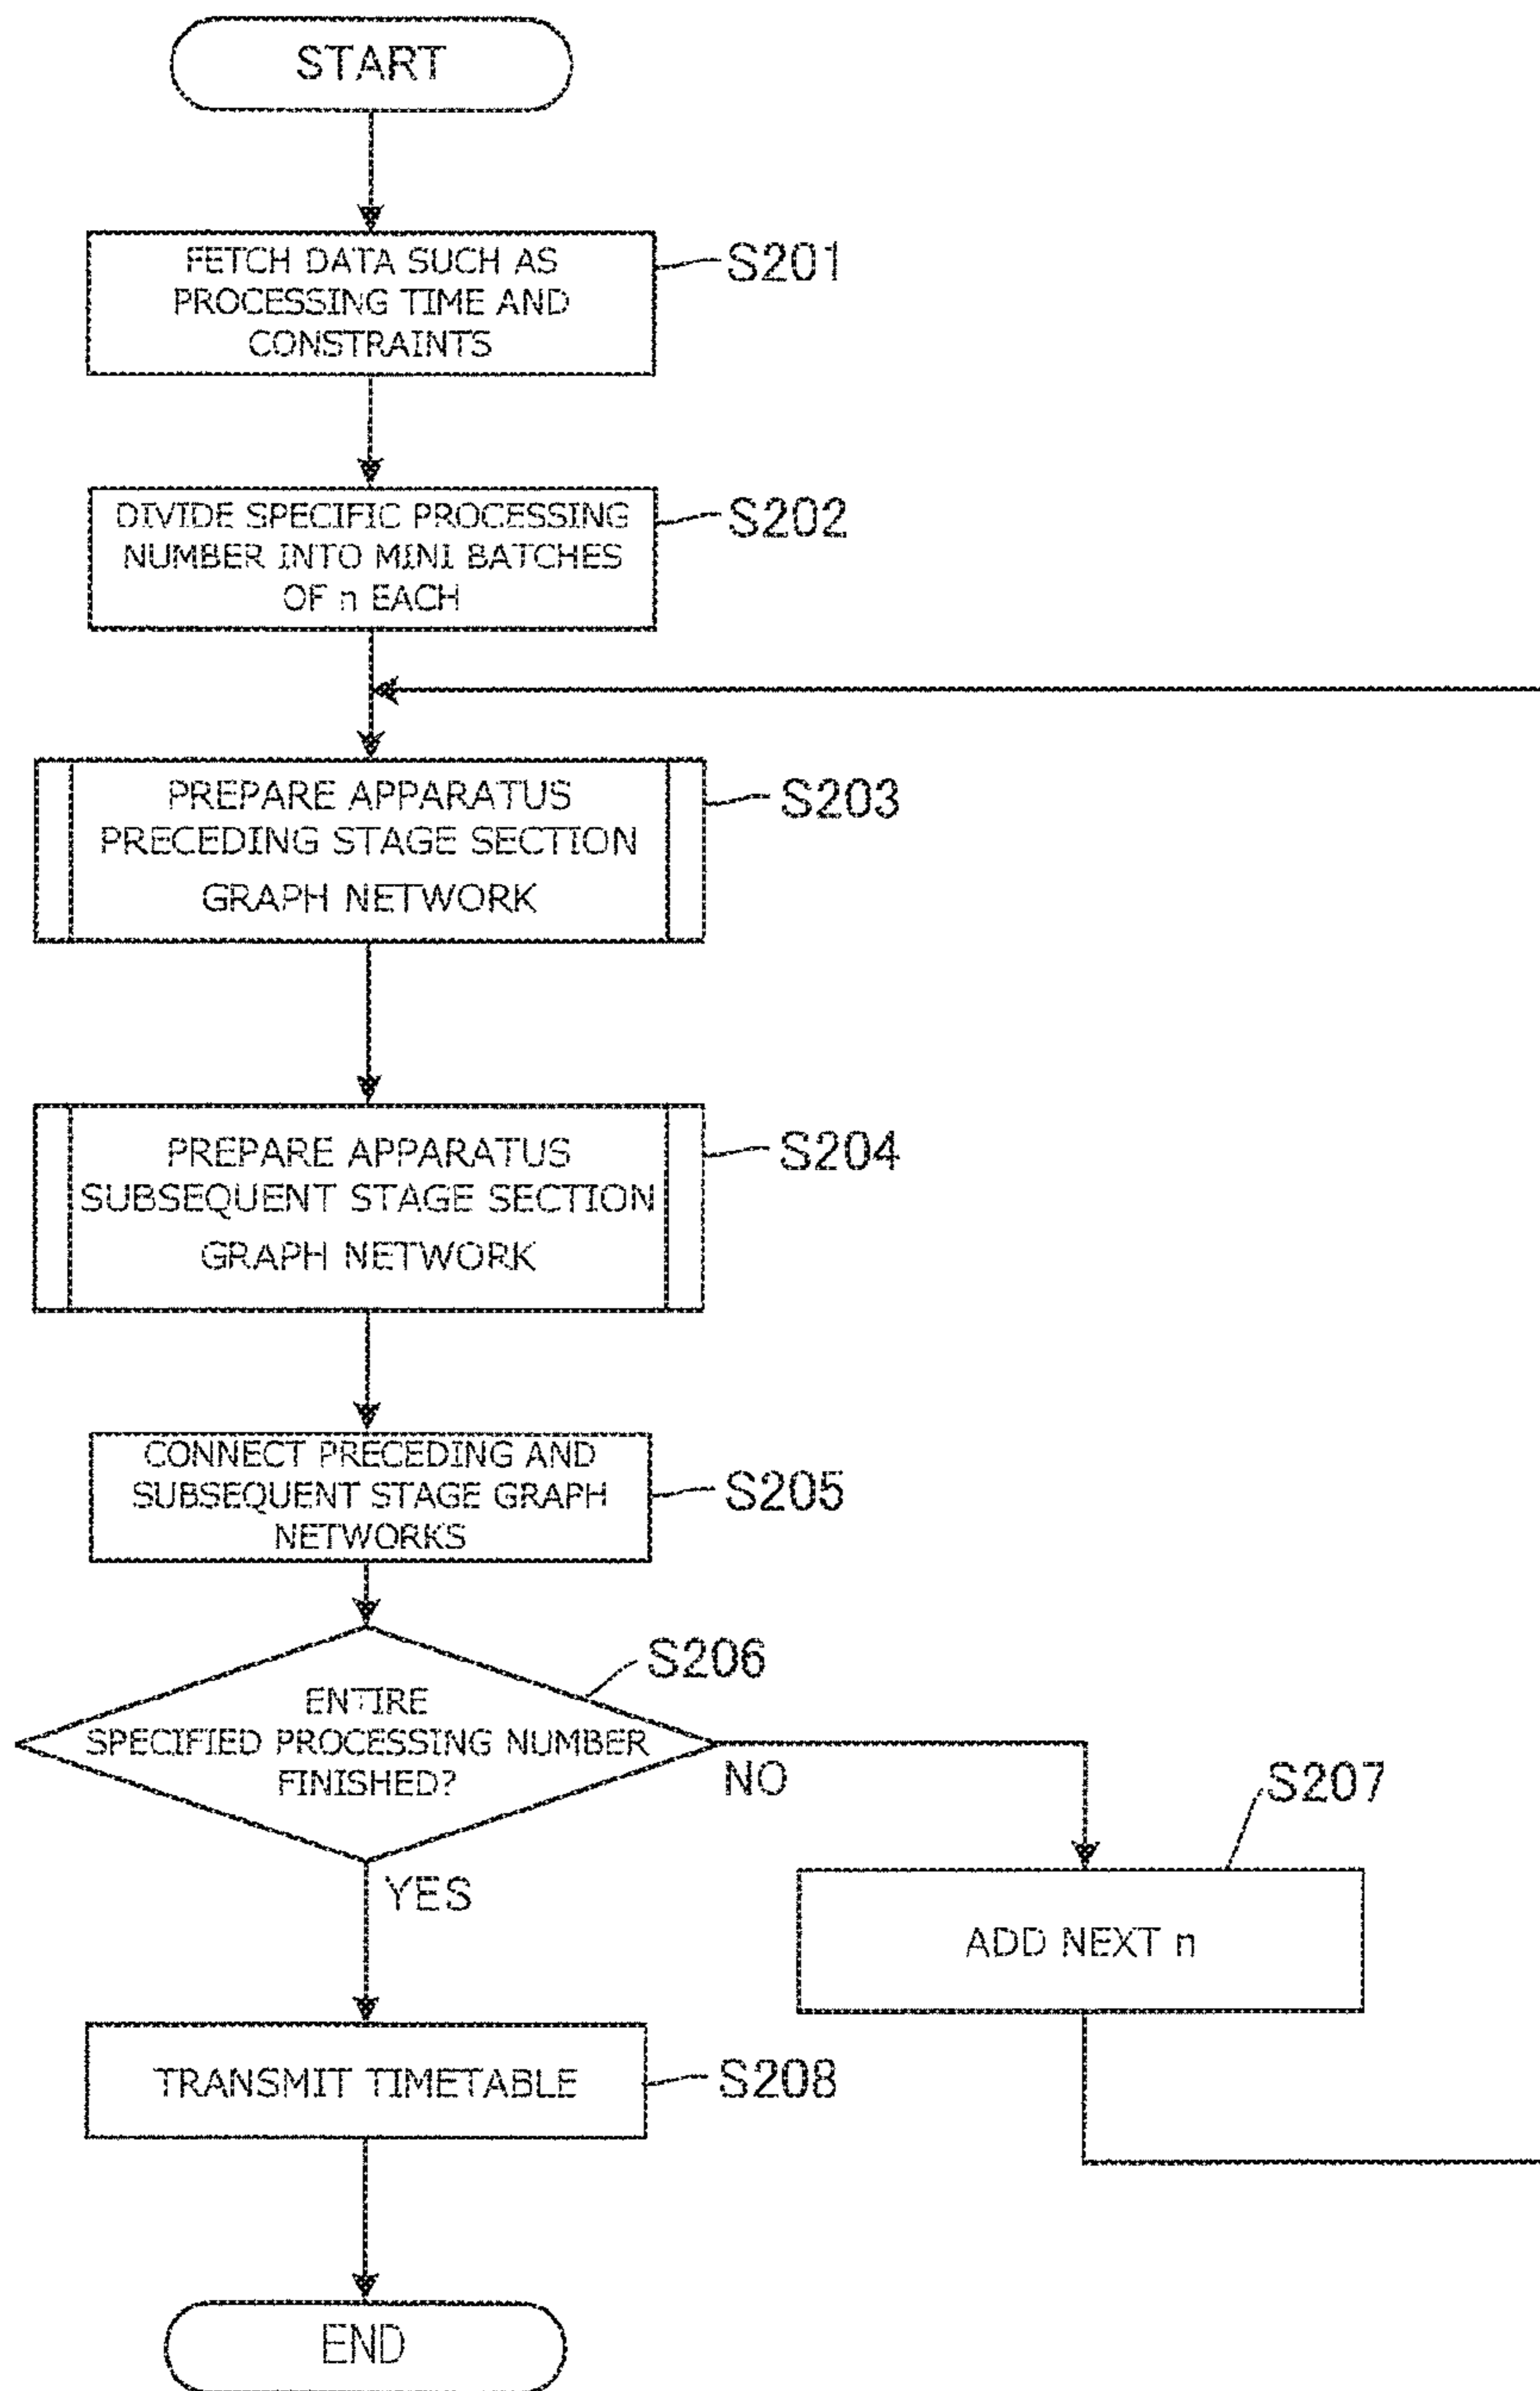 START
FETCH DATA SUCH AS
PROCESSING TIME AND
CONSTRAINTS
S201
DIVIDE SPECIFIC PROCESSING
NUMBER INTO MINI BATCHES
OF n EACH
S202
PREPARE APPARATUS
PRECEDING STAGE SECTION
GRAPH NETWORK
S203
PREPARE APPARATUS
SUBSEQUENT STAGE SECTION
GRAPH NETWORK
S204
CONNECT PRECEDING AND
SUBSEQUENT STAGE GRAPH
NETWORKS
S205
ENTIRE
SPECIFIED PROCESSING NUMBER
FINISHED?
S206
NO
YES
S207
ADD NEXT n
TRANSMIT TIMETABLE
S208
END